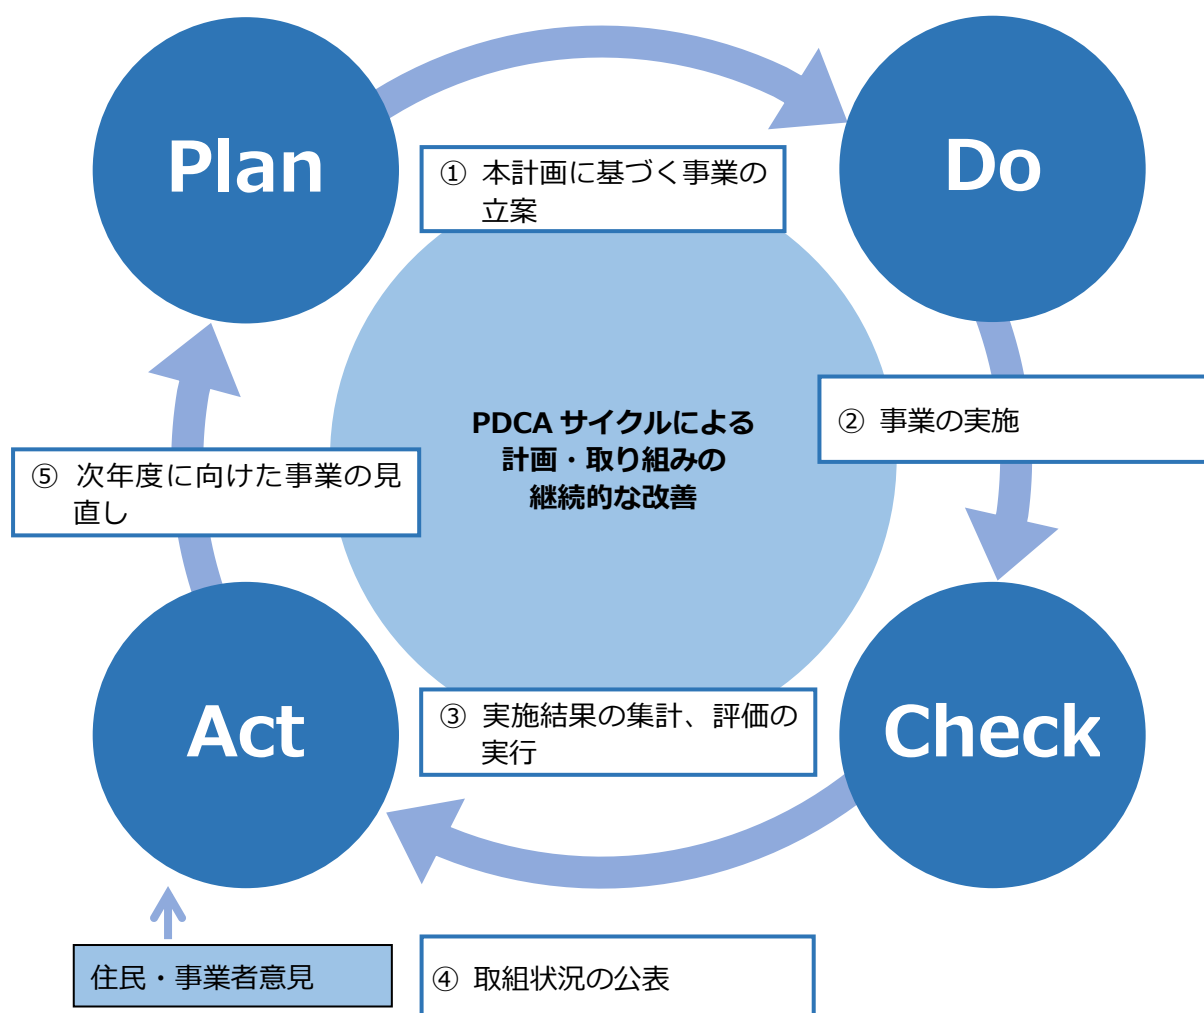 Plan
Do
① 本計画に基づく事業の
立案
PDCA サイクルによる
計画・取り組みの
継続的な改善
② 事業の実施
⑤ 次年度に向けた事業の見
直し
Act
Check
③ 実施結果の集計、評価の
実行
住民・事業者意見
④ 取組状況の公表